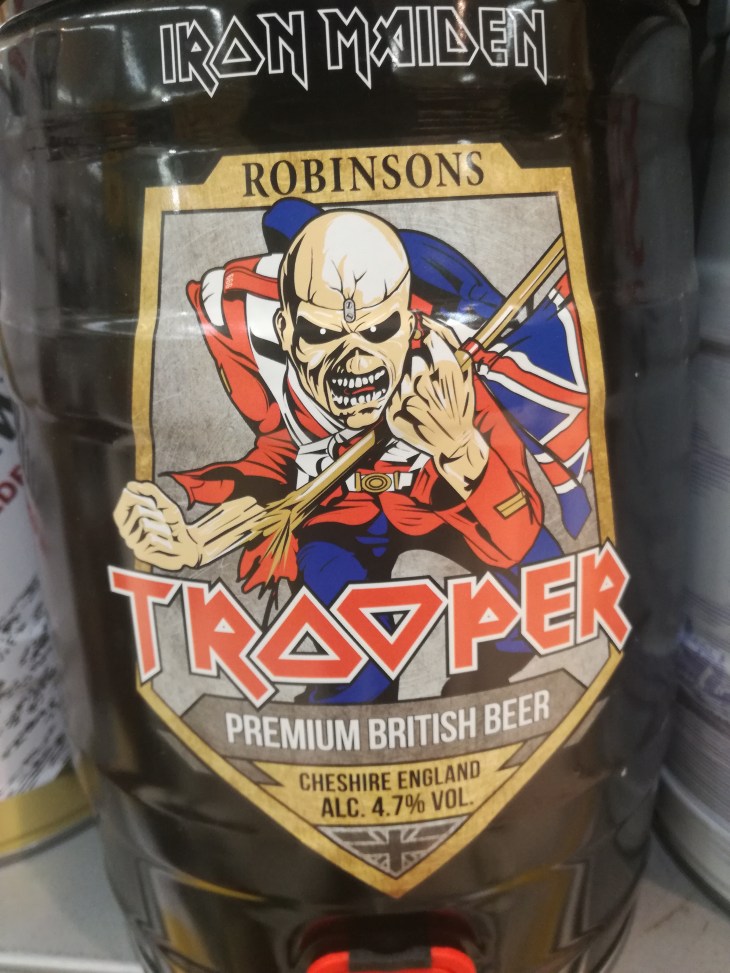 IRON MAIDEN
ROBINSONS
TROOPER
PREMIUM BRITISH BEER
CHESHIRE ENGLAND
ALC. 4.7% VOL.